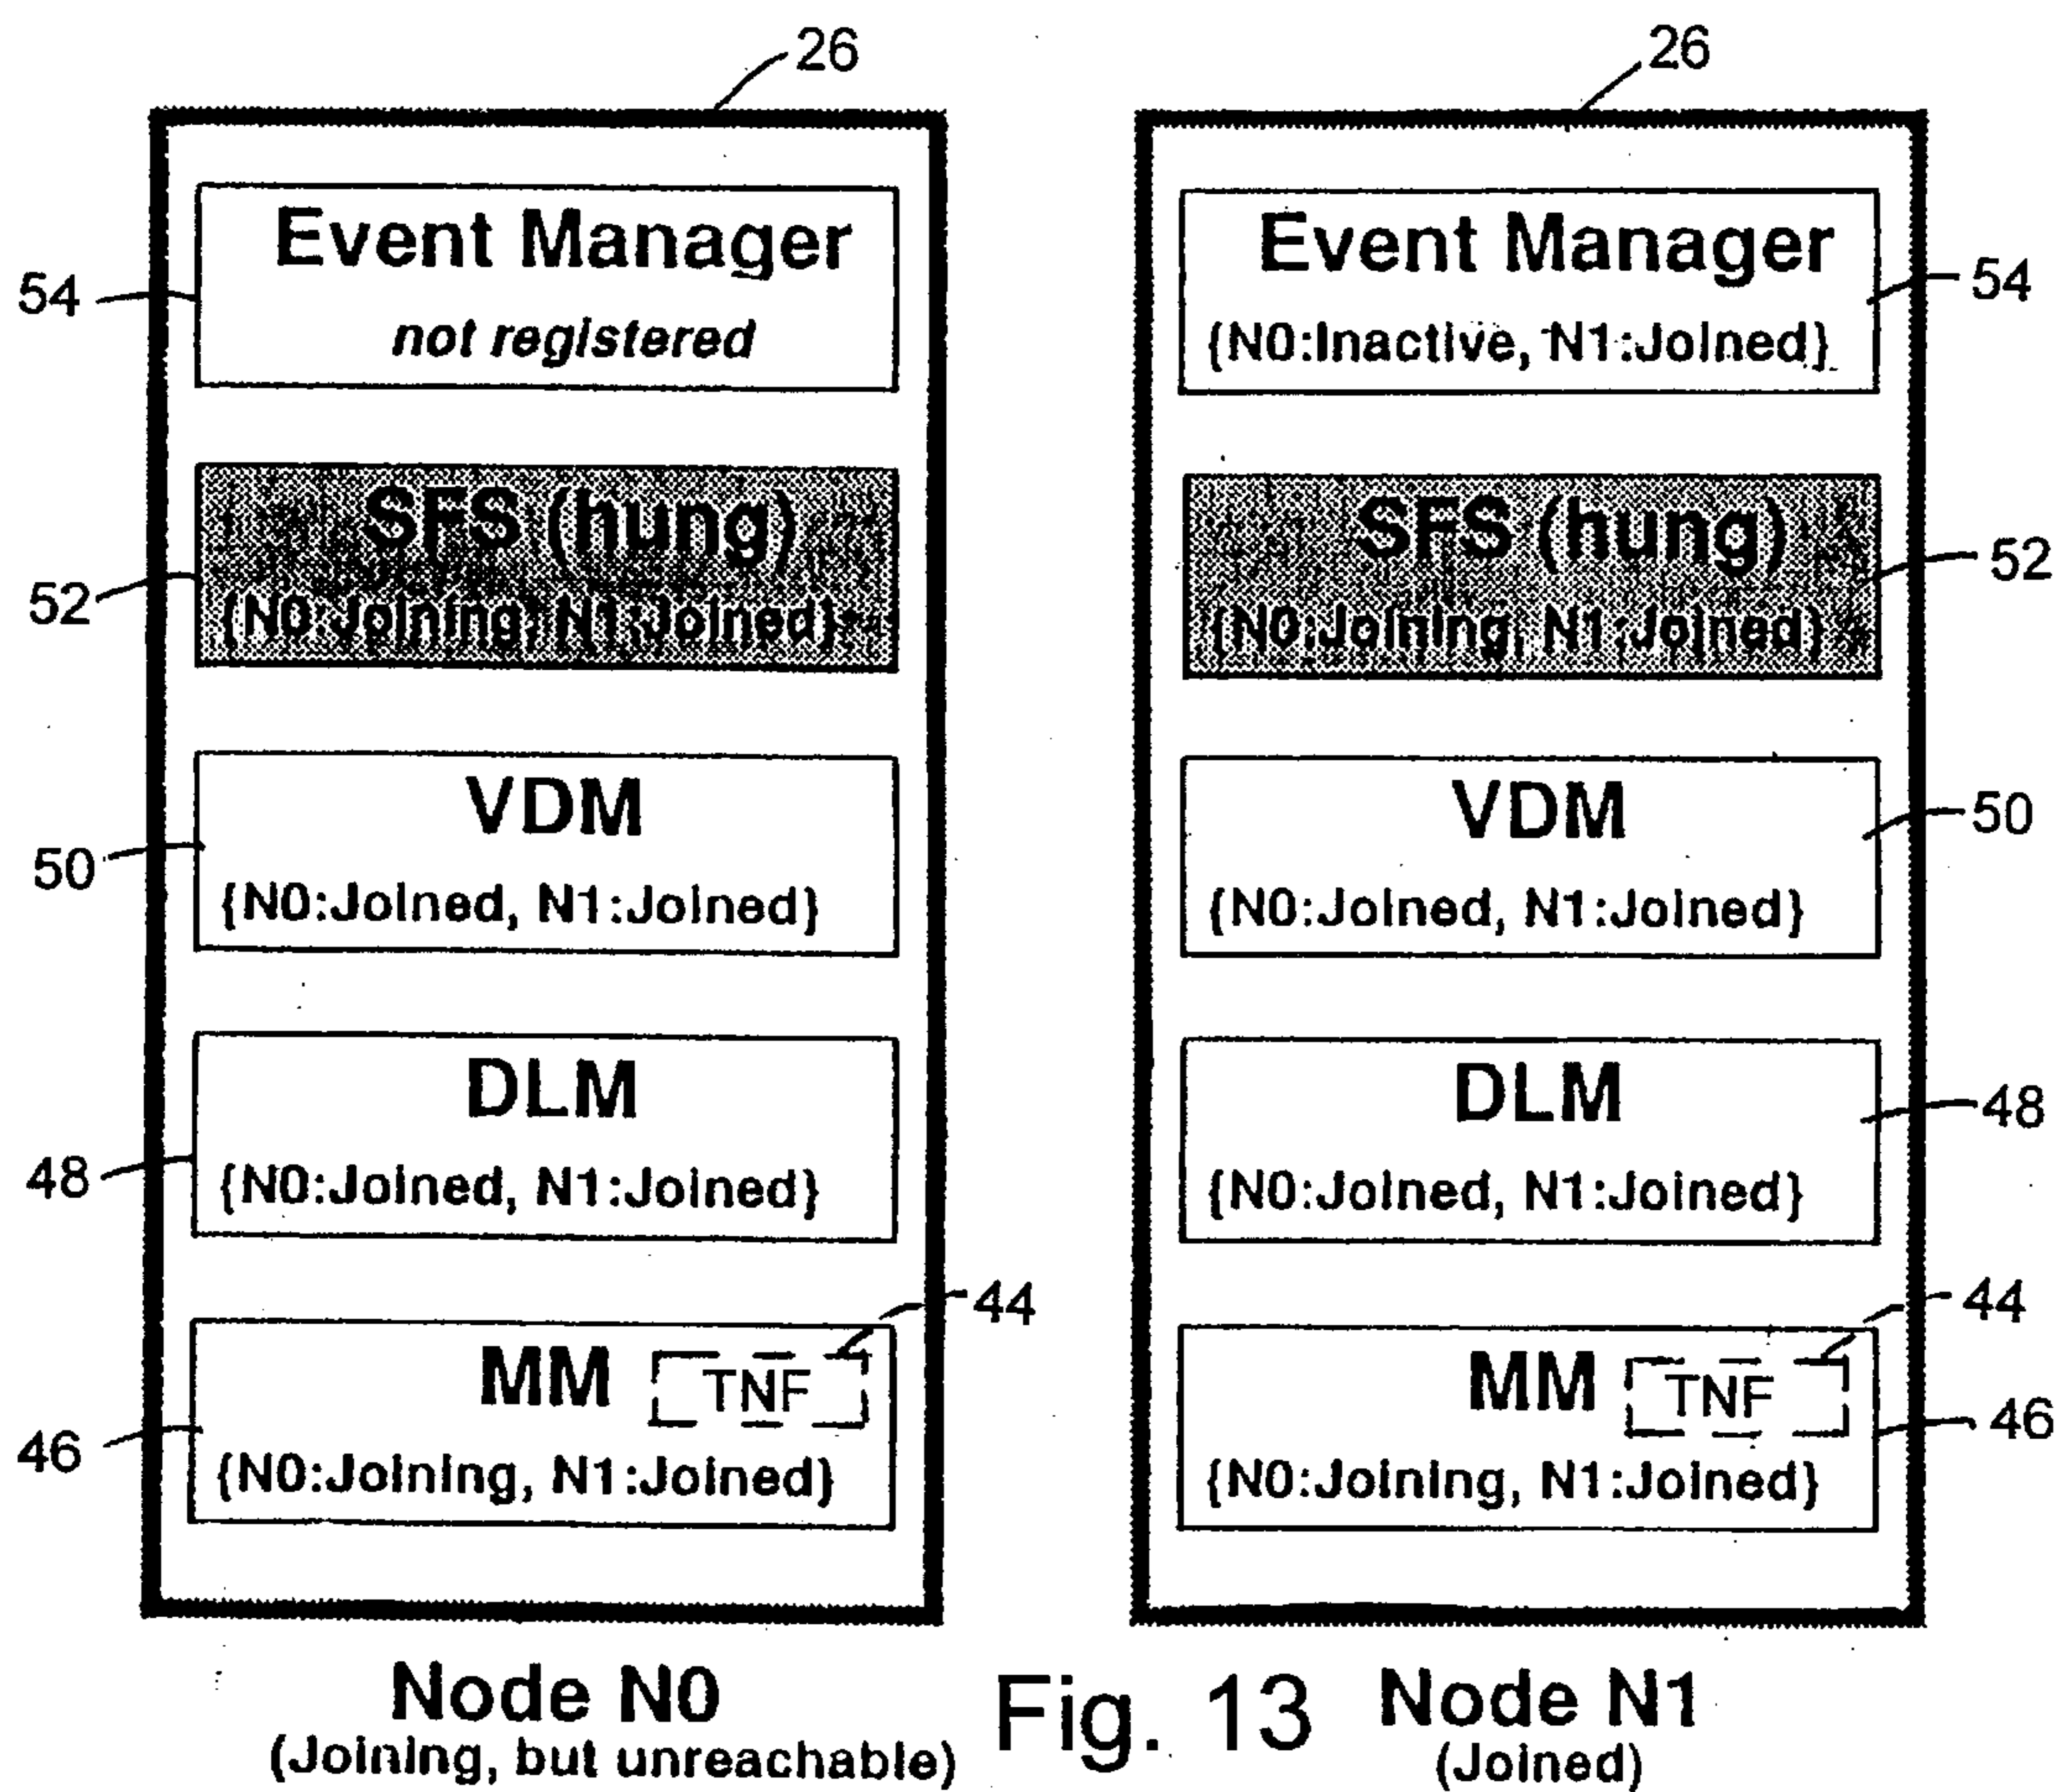 26
Event Manager
not registered
54
SFS (hung)
{N0:Joining, N1:Joined}
52
VDM
{N0:Joined, N1:Joined}
50
DLM
{N0:Joined, N1:Joined}
48
44
MM
TNF
{N0:Joining, N1:Joined}
46
Node N0
(Joining, but unreachable)
Fig. 13
26
Event Manager
{N0:Inactive, N1:Joined}
54
SFS (hung)
{N0:Joining, N1:Joined}
52
VDM
{N0:Joined, N1:Joined}
50
DLM
{N0:Joined, N1:Joined}
48
44
MM
TNF
{N0:Joining, N1:Joined}
46
Node N1
(Joined)